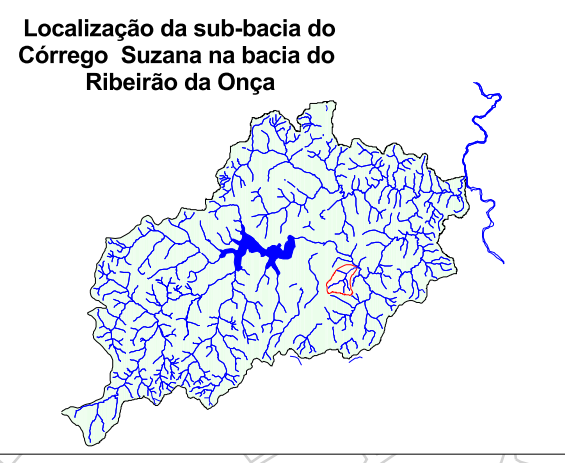 Localização da sub-bacia do
Córrego Suzana na bacia do
Ribeirão da Onça